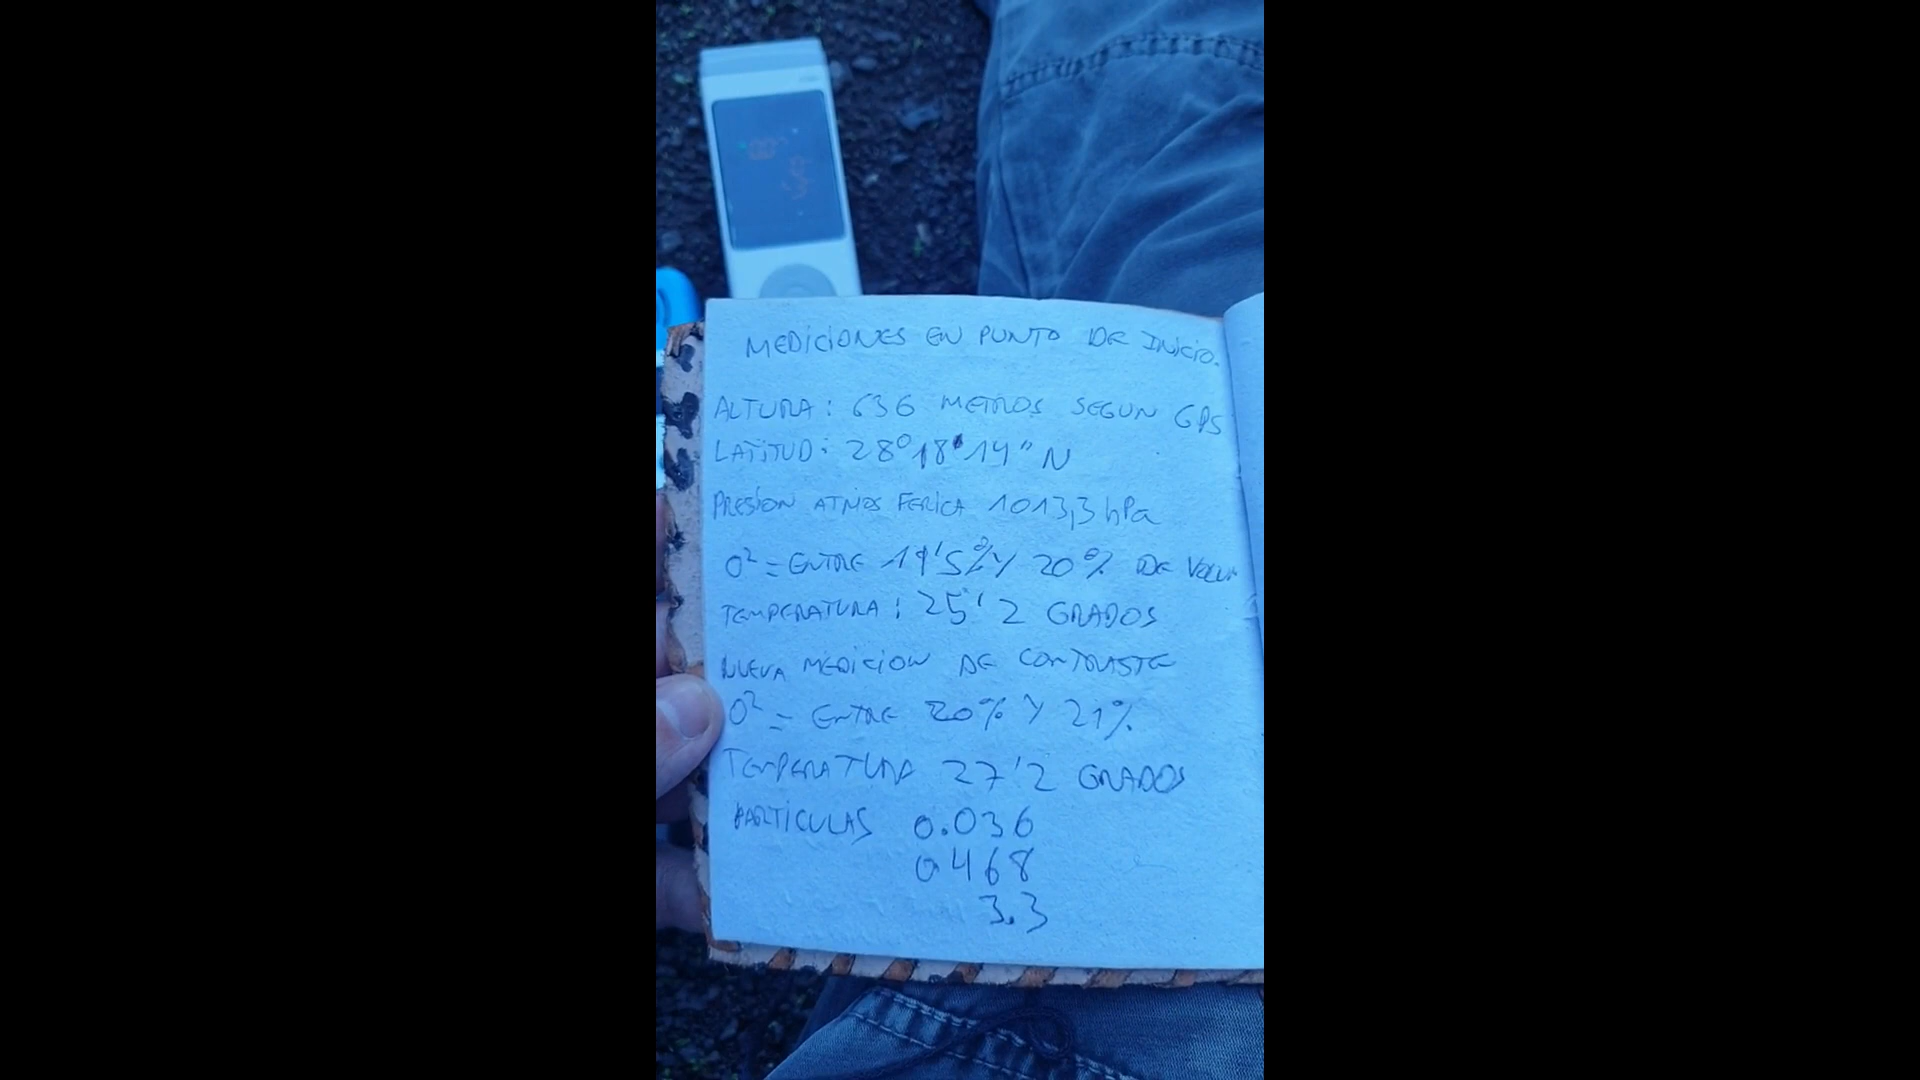 MEDICIONES EN PUNTO DE INICIO.
ALTURA: 636 METROS SEGUN GPS
LATITUD: 28º18'14" N
PRESION ATMOSFERICA 1013,3 hPa
O² = ENTRE 19'5% Y 20% DE VOLUM
TEMPERATURA: 25'2 GRADOS
NUEVA MEDICION DE CONTRASTE
O² = ENTRE 20% Y 21%
TEMPERATURA 27'2 GRADOS
PARTICULAS 0.036
0.468
3.3